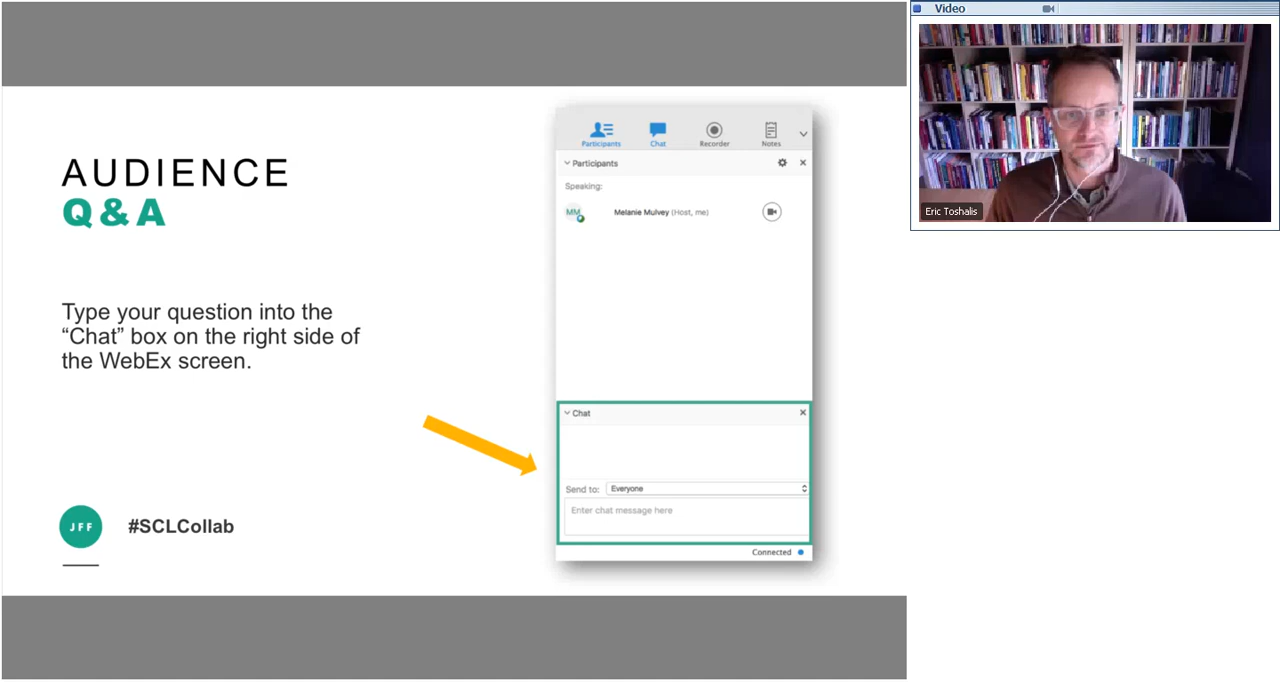 AUDIENCE
Q & A
Type your question into the
“Chat” box on the right side of
the WebEx screen.
JFF
#SCLCollab
Participants
Chat
Recorder
Notes
Participants
Speaking:
MM
Melanie Mulvey (Host, me)
Chat
Send to:
Everyone
Enter chat message here
Connected
Video
Eric Toshalis